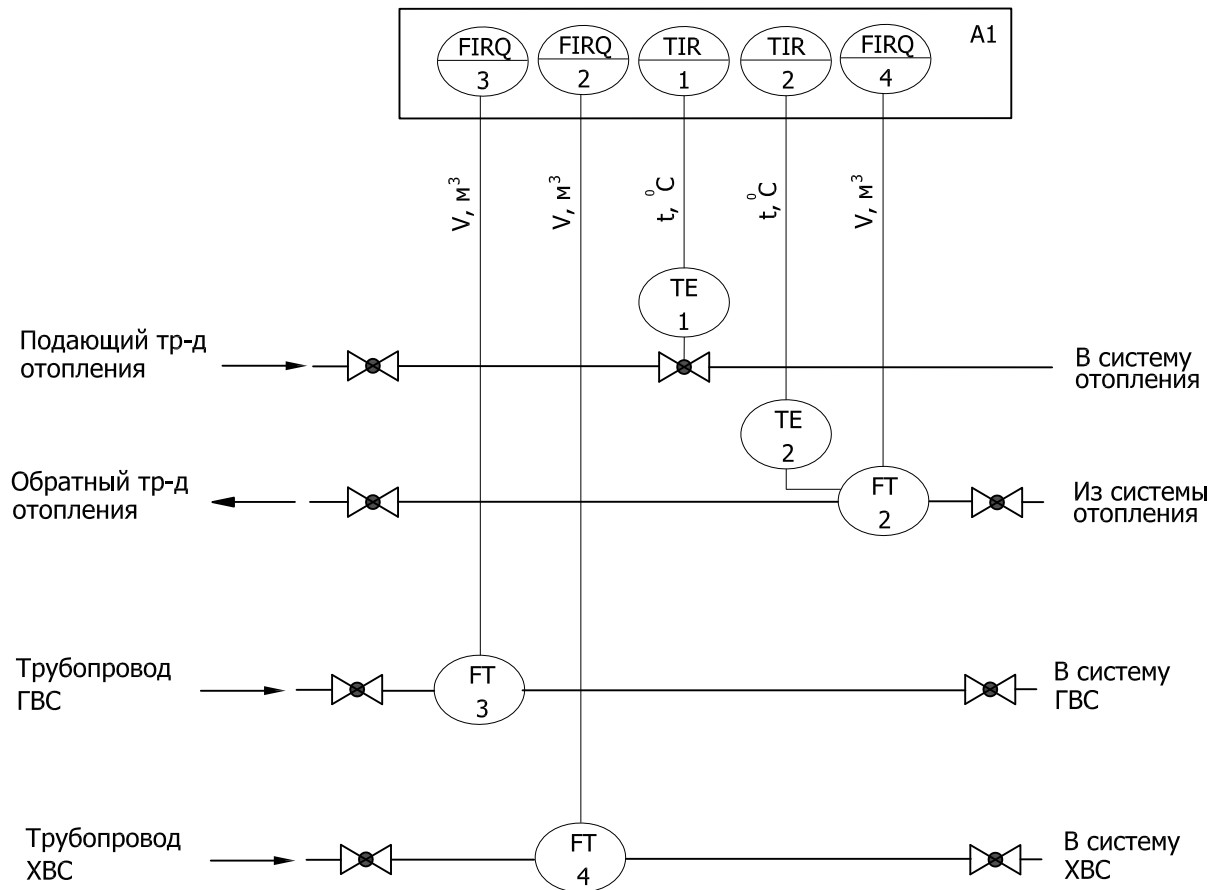 A1
FIRQ
3
FIRQ
2
TIR
1
TIR
2
FIRQ
4
V, м³
V, м³
t, ⁰C
t, ⁰C
V, м³
TE
1
Подающий тр-д
отопления
В систему
отопления
TE
2
Обратный тр-д
отопления
FT
2
Из системы
отопления
Трубопровод
ГВС
FT
3
В систему
ГВС
Трубопровод
ХВС
FT
4
В систему
ХВС